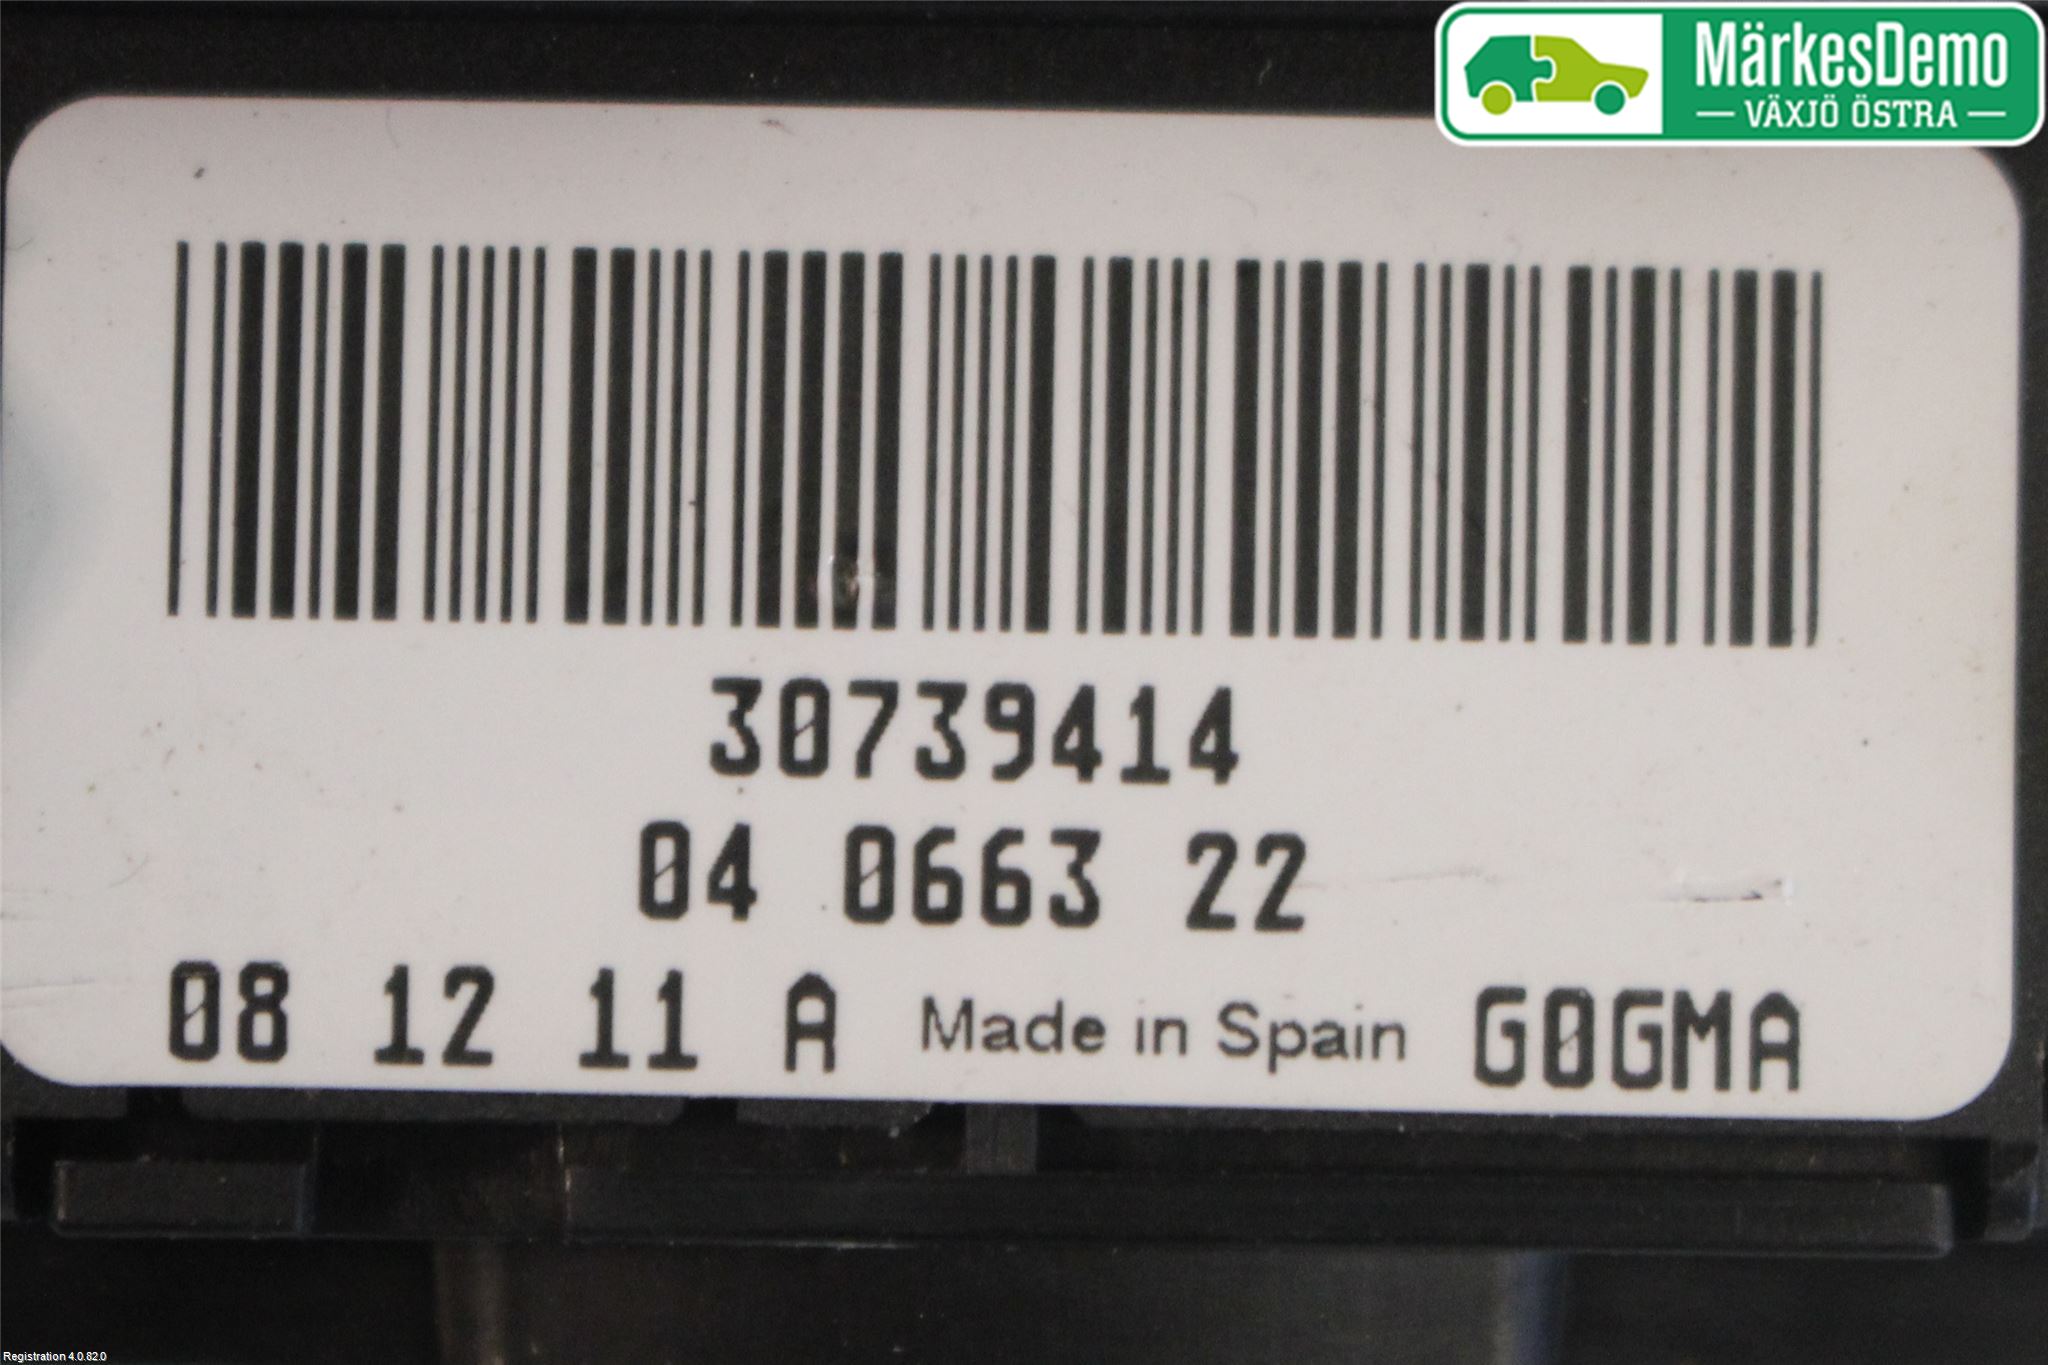 MärkesDemo
— VÄXJÖ ÖSTRA —
30739414
04 0663 22
08 12 11 A Made in Spain G0GMA
Registration 4.0.82.0